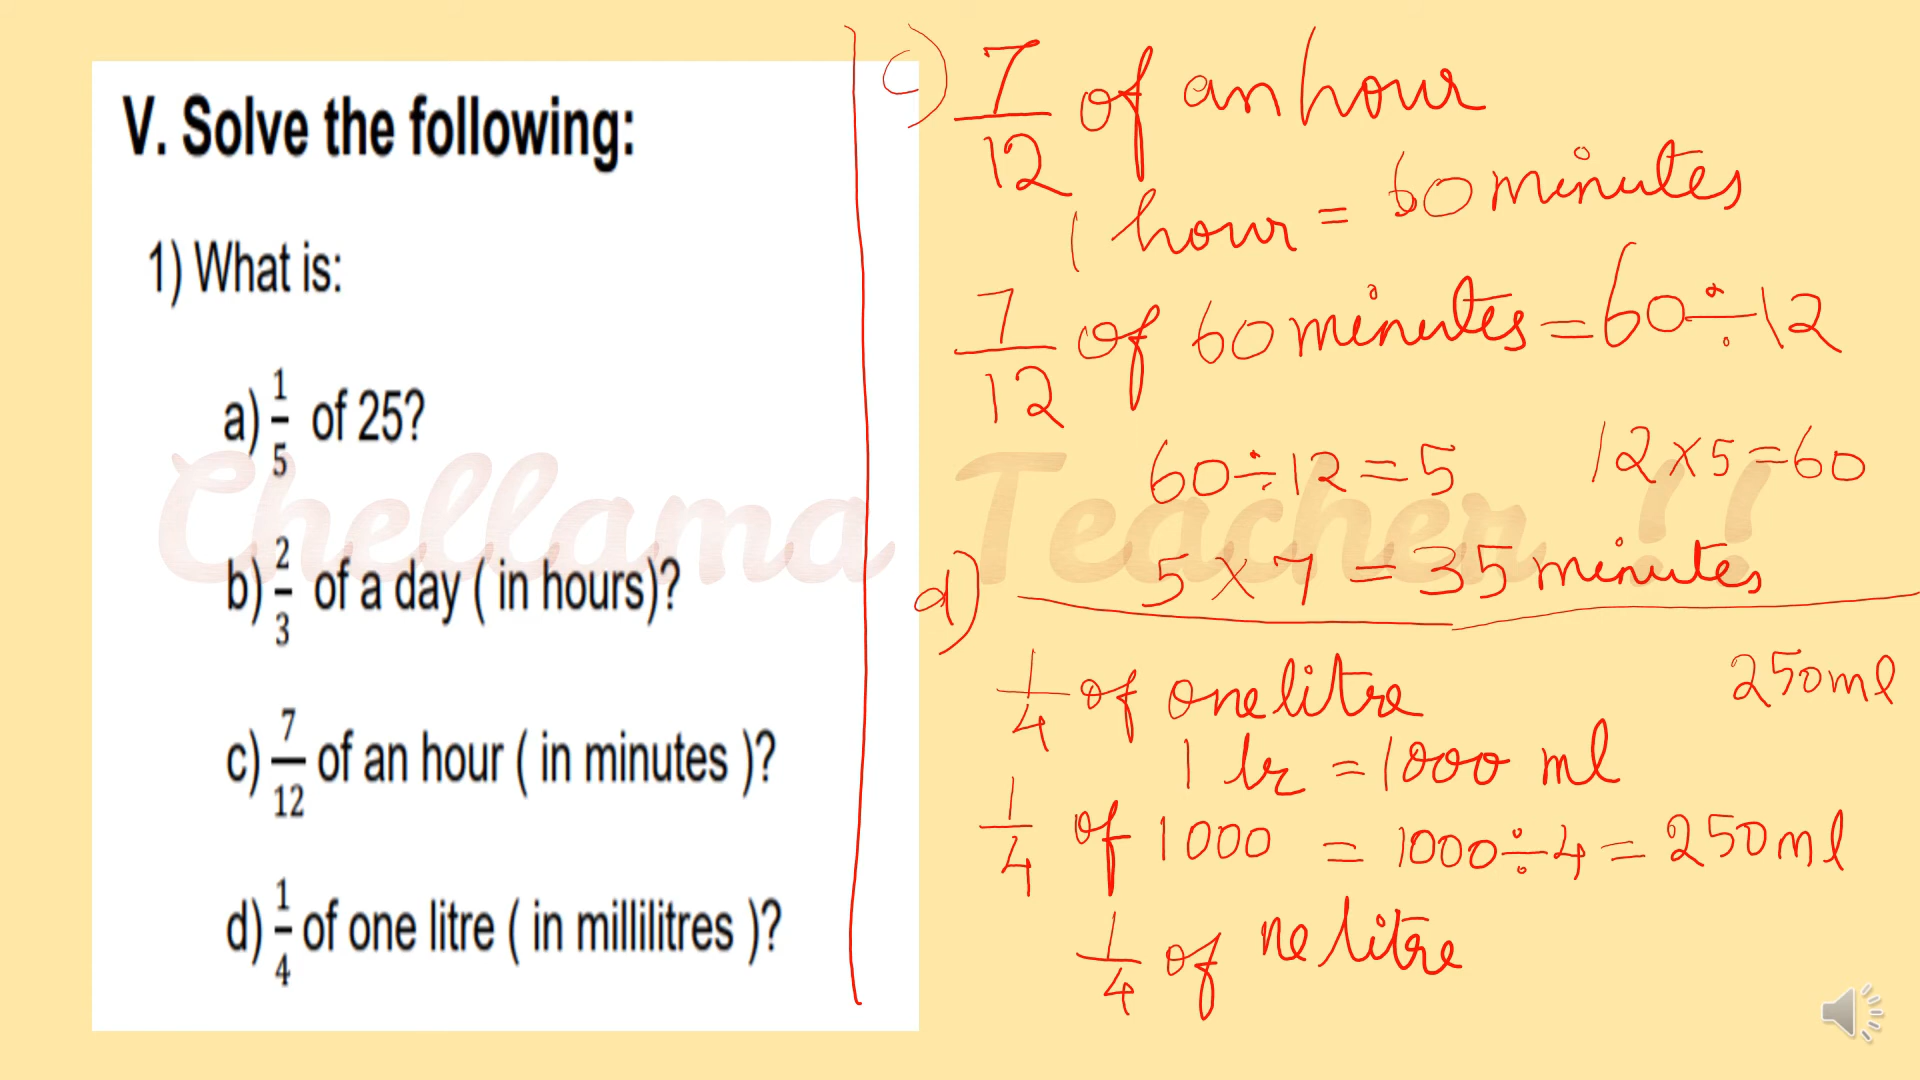 V. Solve the following:
1) What is:
a) 1/5 of 25?
b) 2/3 of a day ( in hours)?
c) 7/12 of an hour ( in minutes )?
d) 1/4 of one litre ( in millilitres )?
Chellama Teacher !!
c) 7/12 of an hour
1 hour = 60 minutes
7/12 of 60 minutes = 60 ÷ 12
60 ÷ 12 = 5 12 × 5 = 60
5 × 7 = 35 minutes
d)
1/4 of one litre 250 ml
1 ltr = 1000 ml
1/4 of 1000 = 1000 ÷ 4 = 250 ml
1/4 of ne litre